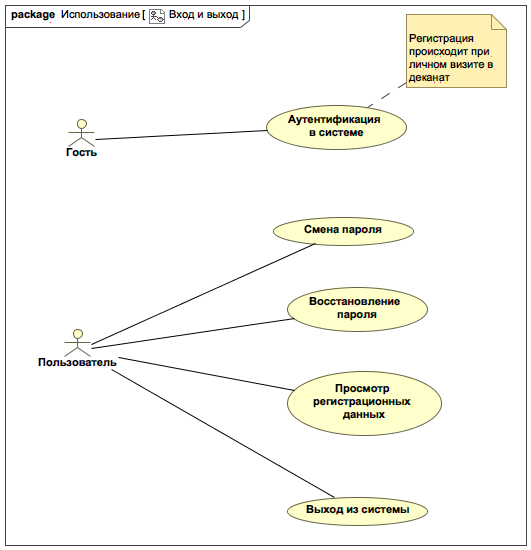 package Использование [ Вход и выход ]
Регистрация
происходит при
личном визите в
деканат
Аутентификация
в системе
Гость
Смена пароля
Восстановление
пароля
Пользователь
Просмотр
регистрационных
данных
Выход из системы